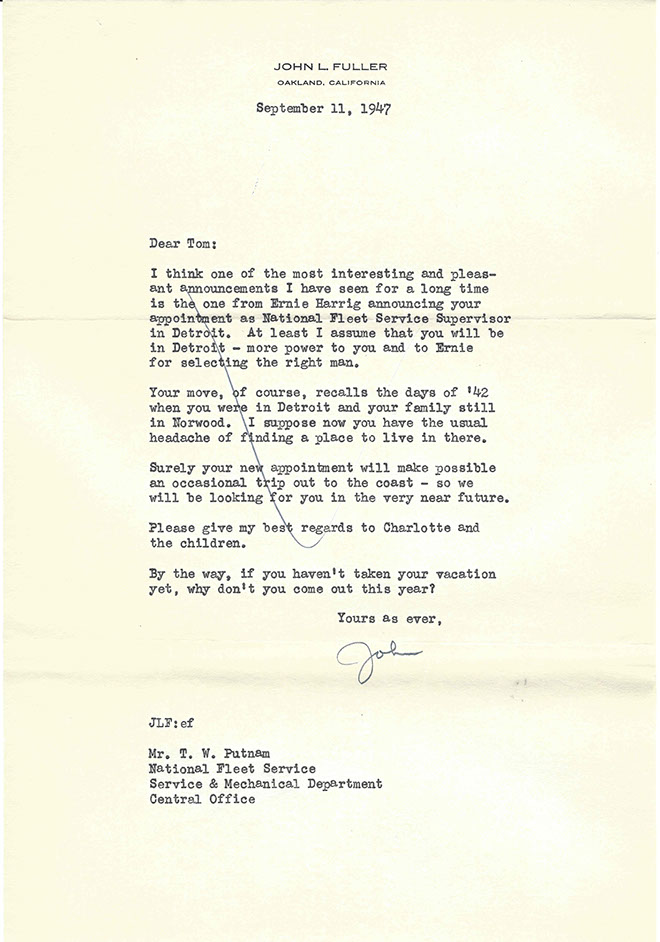 JOHN L. FULLER
OAKLAND, CALIFORNIA
September 11, 1947
Dear Tom:
I think one of the most interesting and pleas-
ant announcements I have seen for a long time
is the one from Ernie Harrig announcing your
appointment as National Fleet Service Supervisor
in Detroit.  At least I assume that you will be
in Detroit - more power to you and to Ernie
for selecting the right man.
Your move, of course, recalls the days of '42
when you were in Detroit and your family still
in Norwood.  I suppose now you have the usual
headache of finding a place to live in there.
Surely your new appointment will make possible
an occasional trip out to the coast - so we
will be looking for you in the very near future.
Please give my best regards to Charlotte and
the children.
By the way, if you haven't taken your vacation
yet, why don't you come out this year?
Yours as ever,
John
JLF:ef
Mr. T. W. Putnam
National Fleet Service
Service & Mechanical Department
Central Office